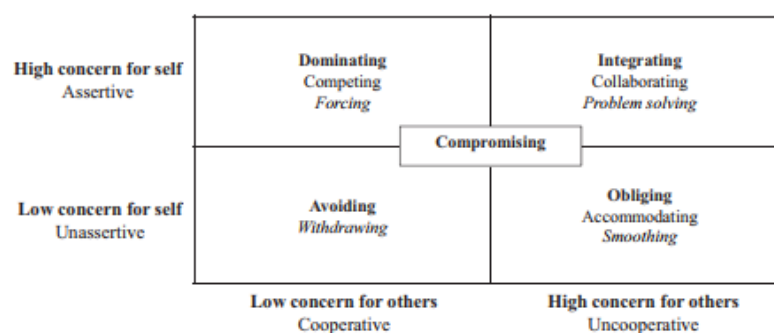 High concern for self
Assertive
Dominating
Competing
Forcing
Integrating
Collaborating
Problem solving
Compromising
Low concern for self
Unassertive
Avoiding
Withdrawing
Obliging
Accommodating
Smoothing
Low concern for others
Cooperative
High concern for others
Uncooperative